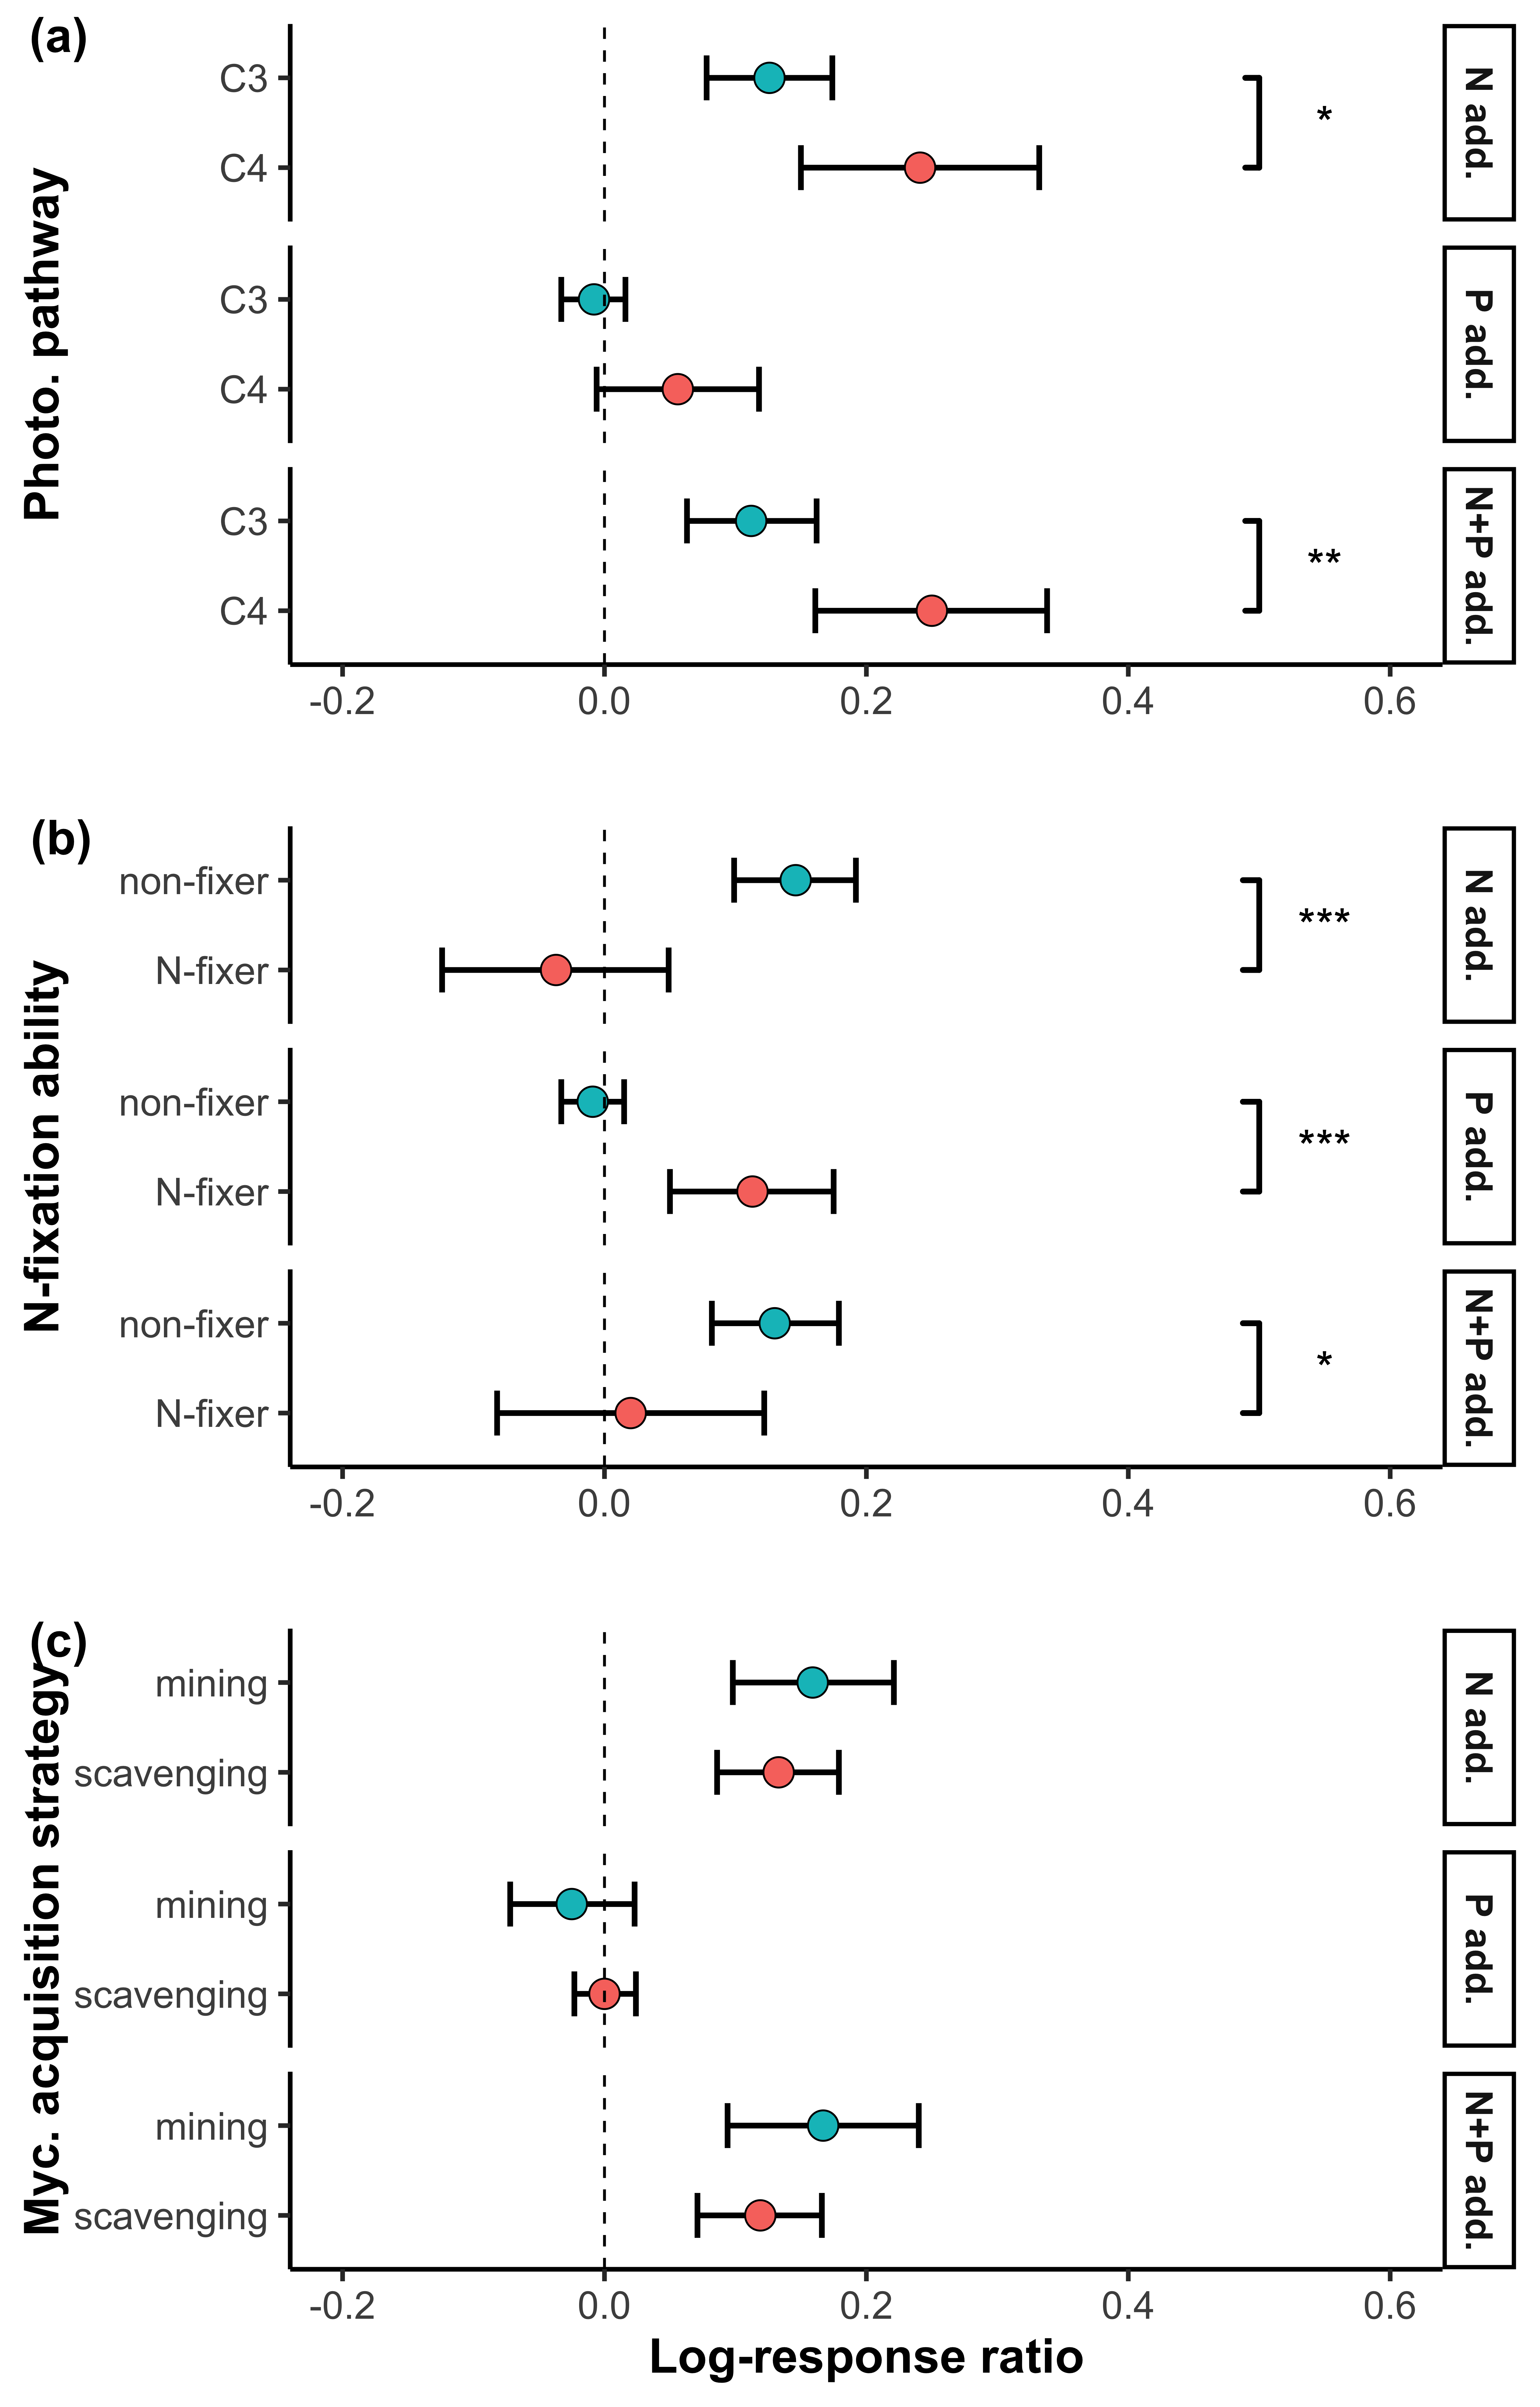 (a)
Photo. pathway
C3
C4
N add.
*
C3
C4
P add.
C3
C4
N+P add.
**
-0.2 0.0 0.2 0.4 0.6
(b)
N-fixation ability
non-fixer
N-fixer
N add.
***
non-fixer
N-fixer
P add.
***
non-fixer
N-fixer
N+P add.
*
-0.2 0.0 0.2 0.4 0.6
(c)
Myc. acquisition strategy
mining
scavenging
N add.
mining
scavenging
P add.
mining
scavenging
N+P add.
-0.2 0.0 0.2 0.4 0.6
Log-response ratio